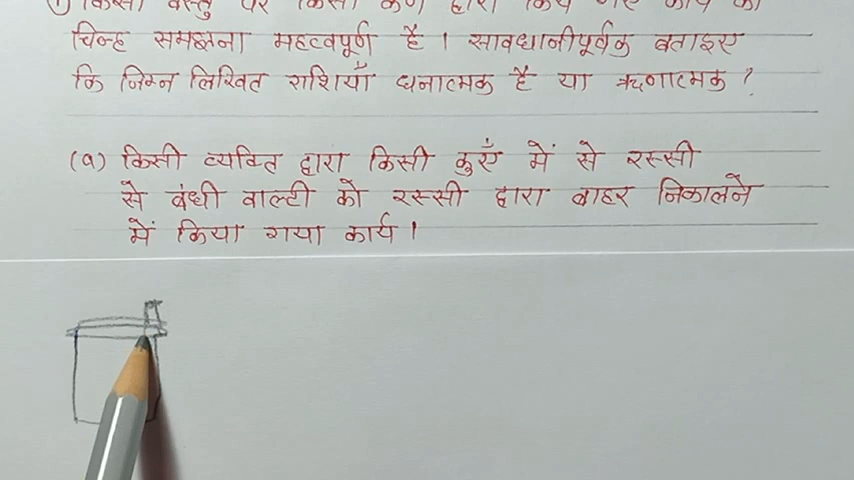 चिन्ह समझना महत्वपूर्ण है । सावधानीपूर्वक बताइए
कि निम्न लिखित राशियाँ धनात्मक है या ऋणात्मक ?
(a) किसी व्यक्ति द्वारा किसी कुएँ में से रस्सी
से बंधी बाल्टी को रस्सी द्वारा बाहर निकालने
में किया गया कार्य ।